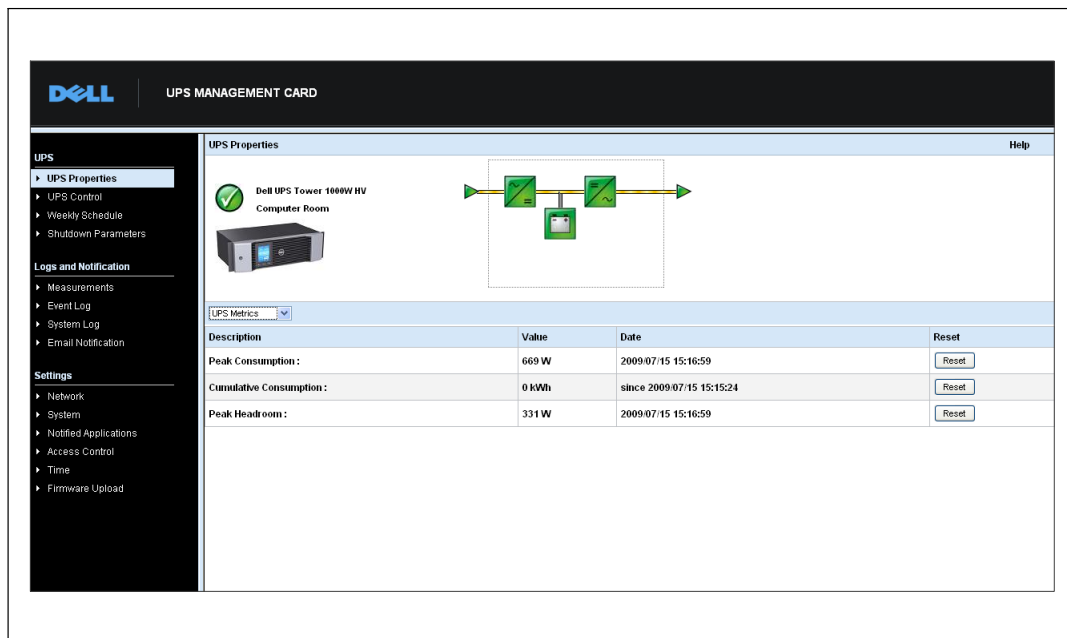 DELL
UPS MANAGEMENT CARD
UPS
UPS Properties
UPS Control
Weekly Schedule
Shutdown Parameters
Logs and Notification
Measurements
Event Log
System Log
Email Notification
Settings
Network
System
Notified Applications
Access Control
Time
Firmware Upload
UPS Properties Help
Dell UPS Tower 1000W HV
Computer Room
UPS Metrics
Description Value Date Reset
Peak Consumption : 669 W 2009/07/15 15:16:59 Reset
Cumulative Consumption : 0 kWh since 2009/07/15 15:15:24 Reset
Peak Headroom : 331 W 2009/07/15 15:16:59 Reset